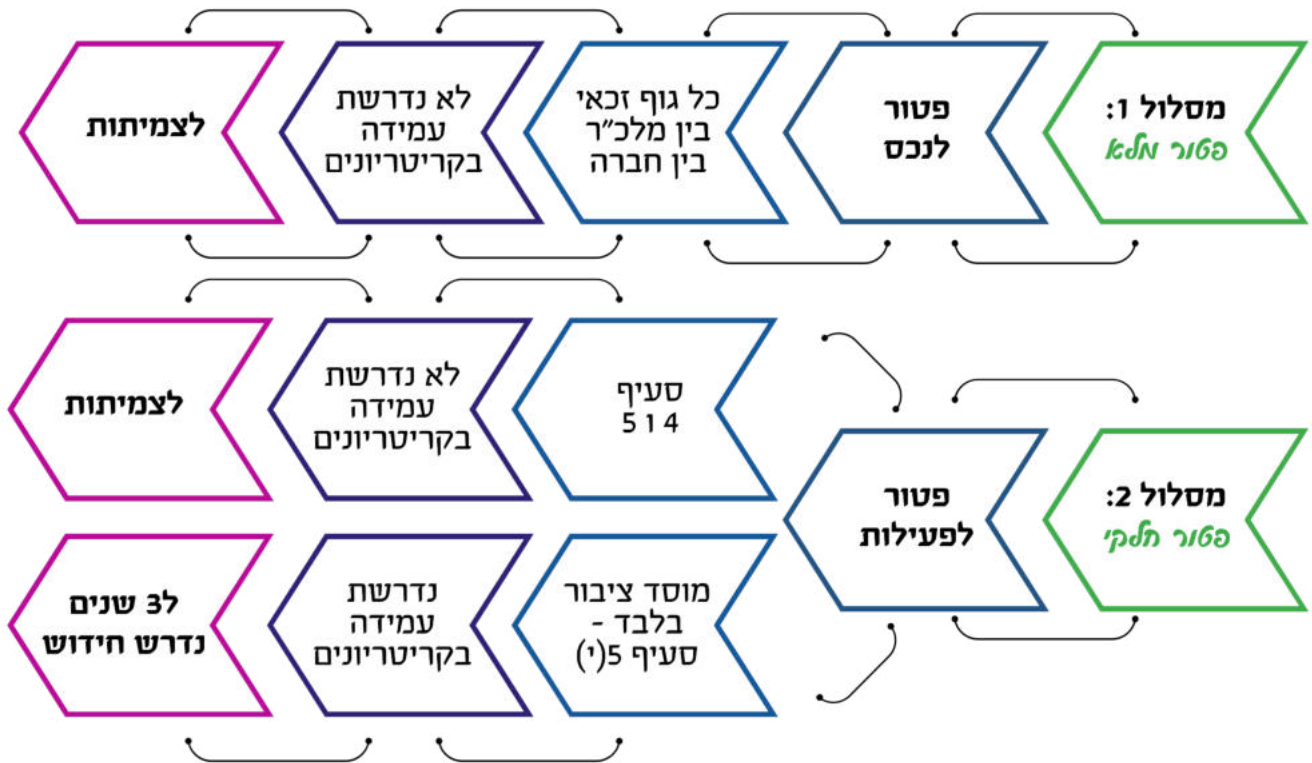 מסלול 1:
פטור מלא
פטור
לנכס
כל גוף זכאי
בין מלכ״ר
בין חברה
לא נדרשת
עמידה
בקריטריונים
לצמיתות
מסלול 2:
פטור חלקי
פטור
לפעילות
סעיף
4 ו 5
לא נדרשת
עמידה
בקריטריונים
לצמיתות
מוסד ציבור
בלבד -
סעיף 5(י)
נדרשת
עמידה
בקריטריונים
ל3 שנים
נדרש חידוש